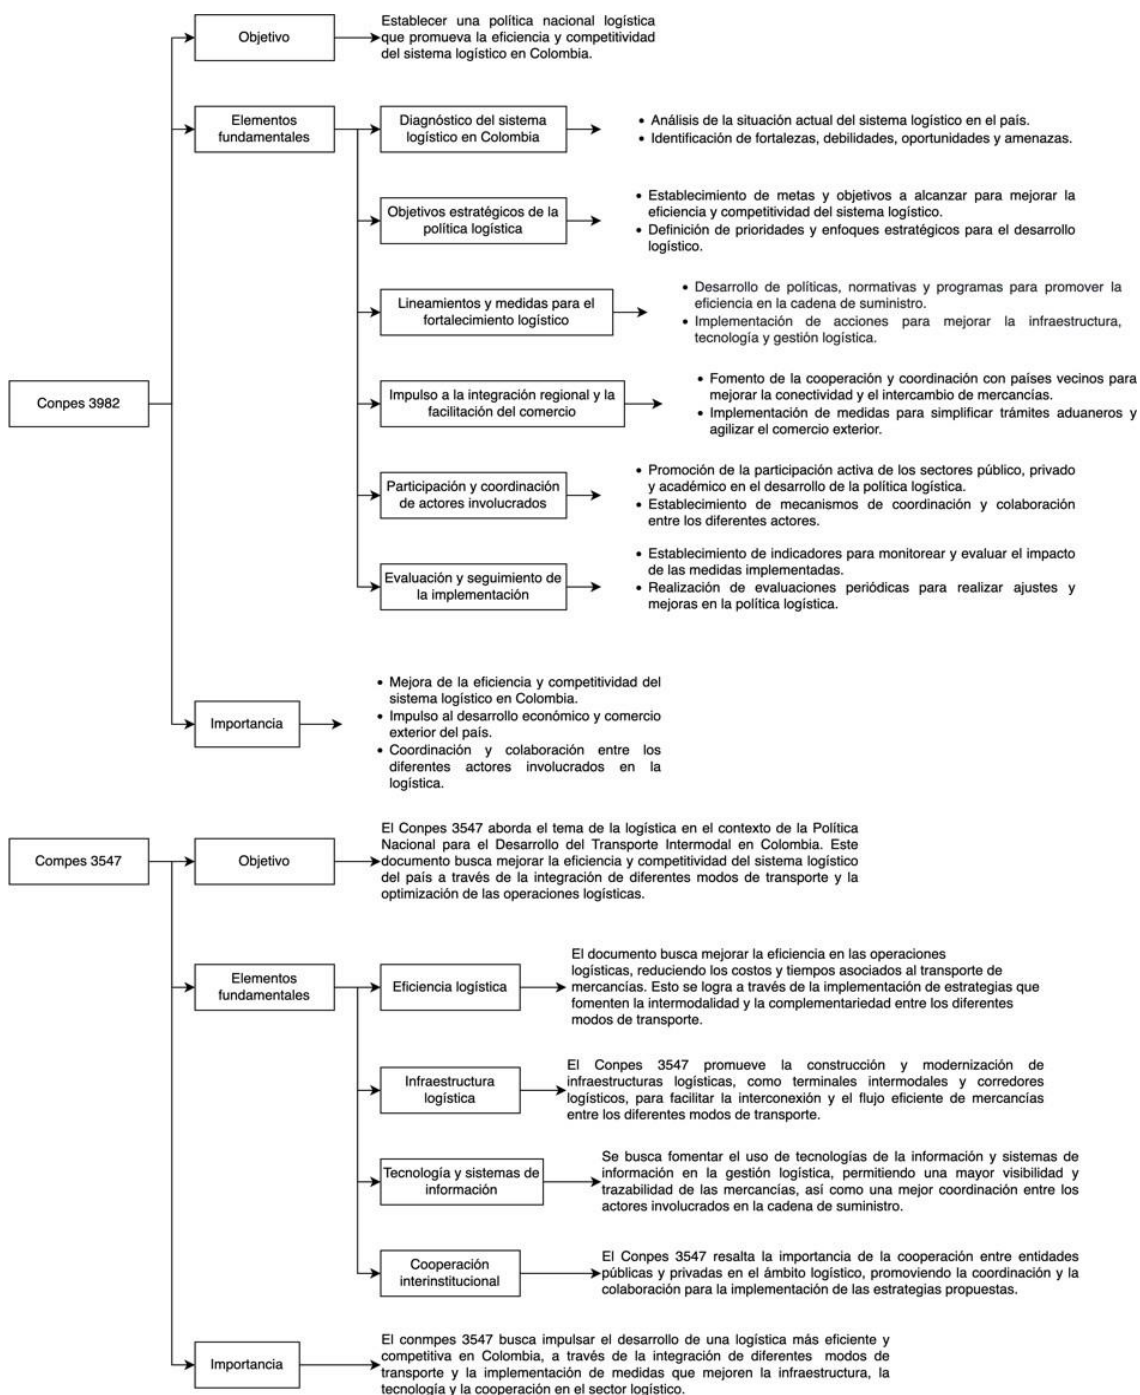 Objetivo
Establecer una política nacional logística
que promueva la eficiencia y competitividad
del sistema logístico en Colombia.
Elementos
fundamentales
Diagnóstico del sistema
logístico en Colombia
• Análisis de la situación actual del sistema logístico en el país.
• Identificación de fortalezas, debilidades, oportunidades y amenazas.
Objetivos estratégicos de la
política logística
• Establecimiento de metas y objetivos a alcanzar para mejorar la
eficiencia y competitividad del sistema logístico.
• Definición de prioridades y enfoques estratégicos para el desarrollo
logístico.
Lineamientos y medidas para el
fortalecimiento logístico
• Desarrollo de políticas, normativas y programas para promover la
eficiencia en la cadena de suministro.
• Implementación de acciones para mejorar la infraestructura,
tecnología y gestión logística.
Conpes 3982
Impulso a la integración regional y la
facilitación del comercio
• Fomento de la cooperación y coordinación con países vecinos para
mejorar la conectividad y el intercambio de mercancías.
• Implementación de medidas para simplificar trámites aduaneros y
agilizar el comercio exterior.
Participación y coordinación
de actores involucrados
• Promoción de la participación activa de los sectores público, privado
y académico en el desarrollo de la política logística.
• Establecimiento de mecanismos de coordinación y colaboración
entre los diferentes actores.
Evaluación y seguimiento de
la implementación
• Establecimiento de indicadores para monitorear y evaluar el impacto
de las medidas implementadas.
• Realización de evaluaciones periódicas para realizar ajustes y
mejoras en la política logística.
Importancia
• Mejora de la eficiencia y competitividad del
sistema logístico en Colombia.
• Impulso al desarrollo económico y comercio
exterior del país.
• Coordinación y colaboración entre los
diferentes actores involucrados en la
logística.
Compes 3547
Objetivo
El Conpes 3547 aborda el tema de la logística en el contexto de la Política
Nacional para el Desarrollo del Transporte Intermodal en Colombia. Este
documento busca mejorar la eficiencia y competitividad del sistema logístico
del país a través de la integración de diferentes modos de transporte y la
optimización de las operaciones logísticas.
Elementos
fundamentales
Eficiencia logística
El documento busca mejorar la eficiencia en las operaciones
logísticas, reduciendo los costos y tiempos asociados al transporte de
mercancías. Esto se logra a través de la implementación de estrategias que
fomenten la intermodalidad y la complementariedad entre los diferentes
modos de transporte.
Infraestructura
logística
El Conpes 3547 promueve la construcción y modernización de
infraestructuras logísticas, como terminales intermodales y corredores
logísticos, para facilitar la interconexión y el flujo eficiente de mercancías
entre los diferentes modos de transporte.
Tecnología y sistemas de
información
Se busca fomentar el uso de tecnologías de la información y sistemas de
información en la gestión logística, permitiendo una mayor visibilidad y
trazabilidad de las mercancías, así como una mejor coordinación entre los
actores involucrados en la cadena de suministro.
Cooperación
interinstitucional
El Conpes 3547 resalta la importancia de la cooperación entre entidades
públicas y privadas en el ámbito logístico, promoviendo la coordinación y la
colaboración para la implementación de las estrategias propuestas.
Importancia
El conmpes 3547 busca impulsar el desarrollo de una logística más eficiente y
competitiva en Colombia, a través de la integración de diferentes modos de
transporte y la implementación de medidas que mejoren la infraestructura, la
tecnología y la cooperación en el sector logístico.